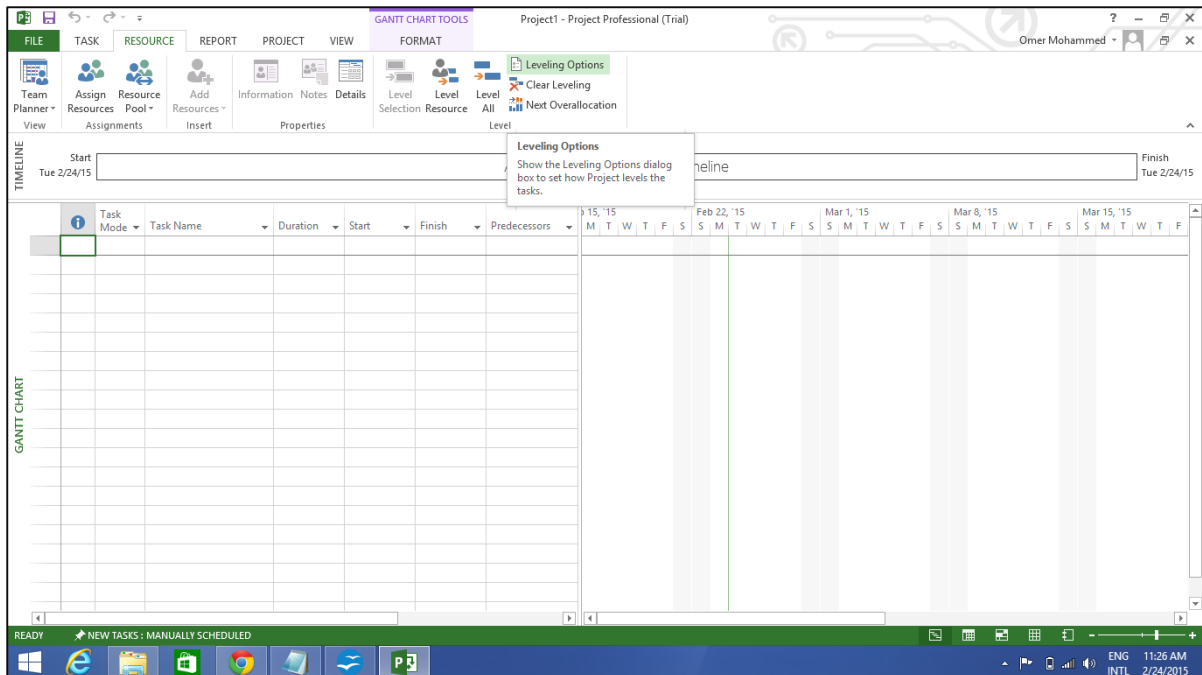 GANTT CHART TOOLS
Project1 - Project Professional (Trial)
?
FILE TASK RESOURCE REPORT PROJECT VIEW FORMAT
Omer Mohammed
Team Planner
Assign Resources
Resource Pool
Add Resources
Information
Notes
Details
Level Selection
Level Resource
Level All
Leveling Options
Clear Leveling
Next Overallocation
View Assignments Insert Properties Level
Leveling Options
Show the Leveling Options dialog
box to set how Project levels the
tasks.
TIMELINE
Start
Tue 2/24/15
Finish
Tue 2/24/15
Task Mode
Task Name
Duration
Start
Finish
Predecessors
15, '15 Feb 22, '15 Mar 1, '15 Mar 8, '15 Mar 15, '15
M T W T F S S M T W T F S S M T W T F S S M T W T F S S M T W T F
GANTT CHART
READY NEW TASKS : MANUALLY SCHEDULED
P
ENG 11:26 AM
INTL 2/24/2015